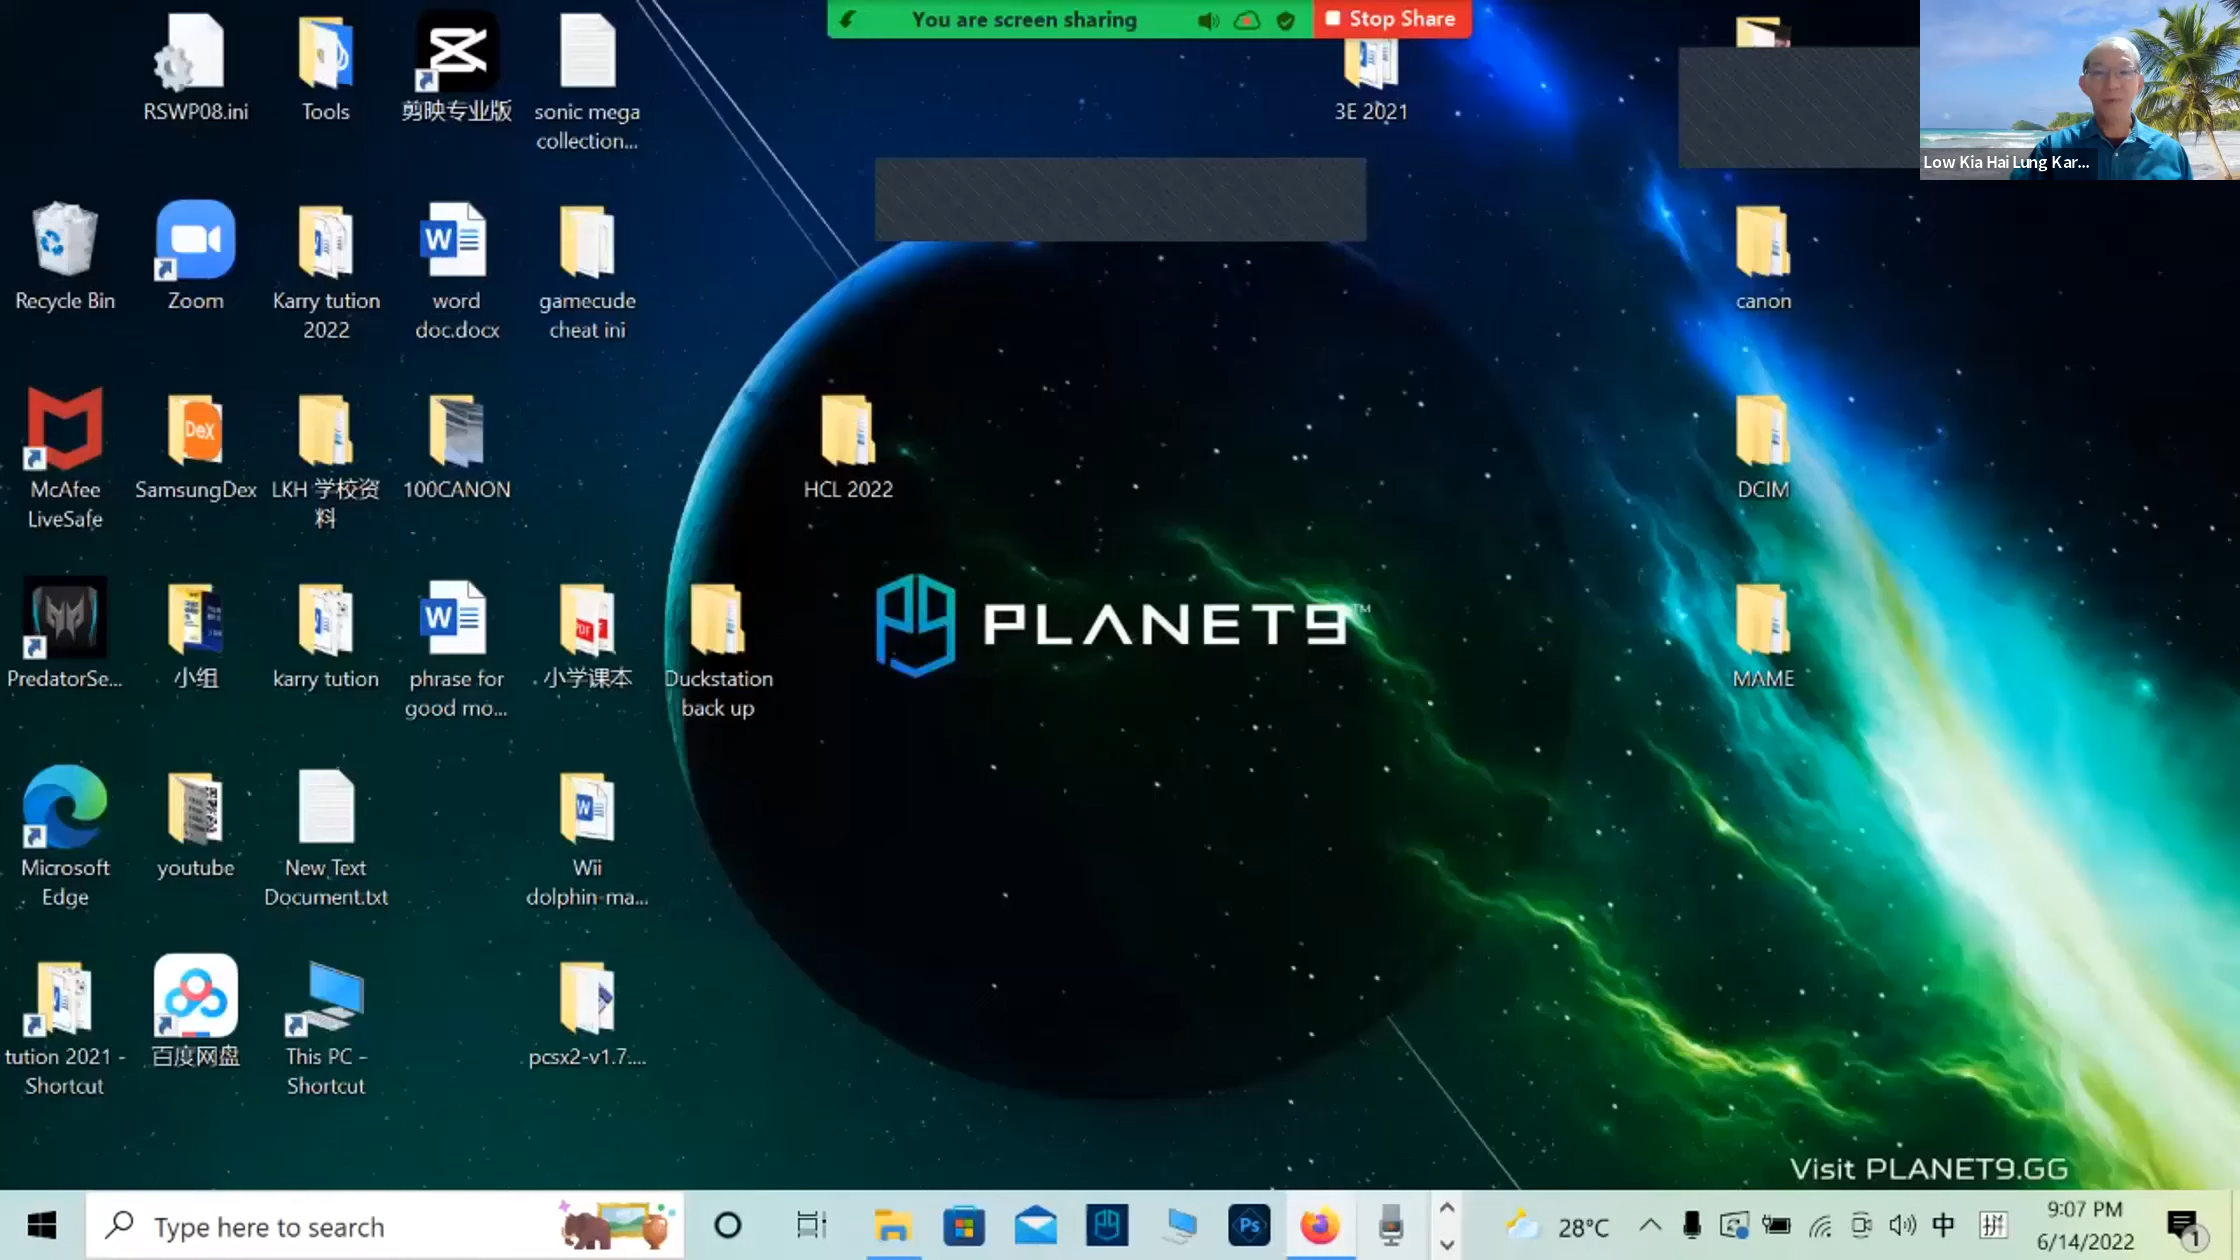 You are screen sharing
Stop Share
RSWP08.ini
Tools
剪映专业版
sonic mega
collection...
3E 2021
Low Kia Hai Lung Kar...
Recycle Bin
Zoom
Karry tution
2022
word
doc.docx
gamecude
cheat ini
canon
McAfee
LiveSafe
DeX
SamsungDex
LKH 学校资
料
100CANON
HCL 2022
DCIM
PredatorSe...
小组
karry tution
phrase for
good mo...
小学课本
Duckstation
back up
PLANET9™
MAME
Microsoft
Edge
youtube
New Text
Document.txt
Wii
dolphin-ma...
tution 2021 -
Shortcut
百度网盘
This PC -
Shortcut
pcsx2-v1.7....
Visit PLANET9.GG
Type here to search
Ps
28°C
中
拼
9:07 PM
6/14/2022
1